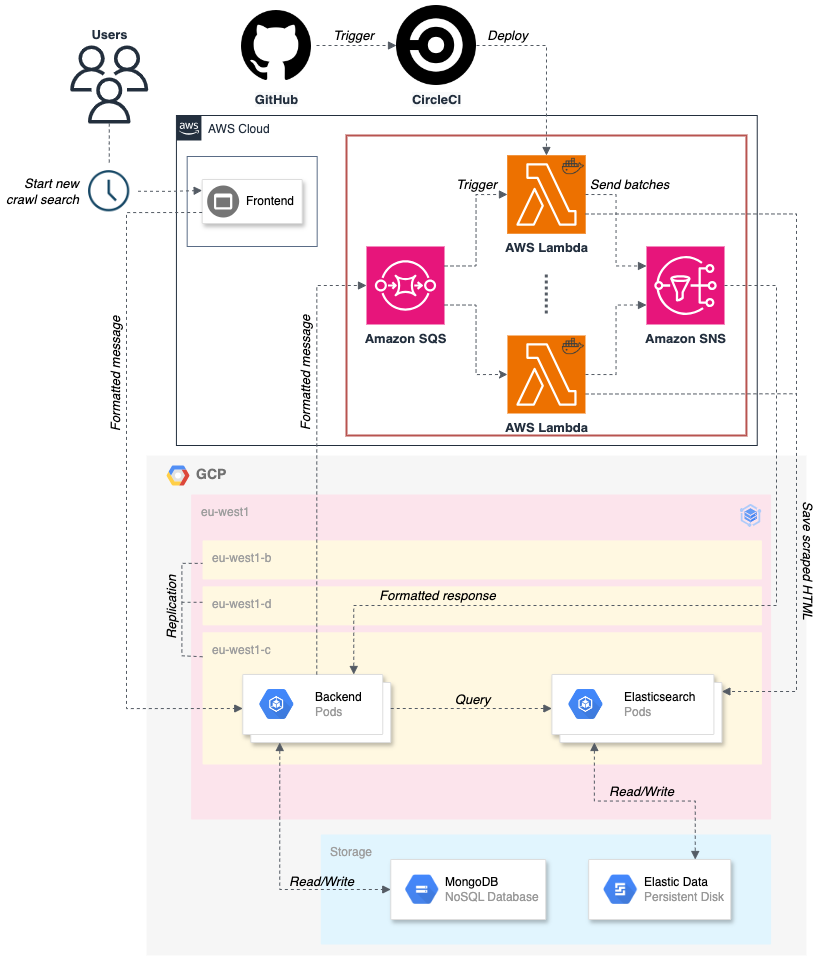 Users
Trigger
Deploy
GitHub
CircleCI
aws
AWS Cloud
Start new
crawl search
Frontend
Trigger
Send batches
AWS Lambda
Amazon SQS
Amazon SNS
AWS Lambda
Formatted message
Formatted message
GCP
eu-west1
Save scraped HTML
eu-west1-b
Replication
eu-west1-d
Formatted response
eu-west1-c
Backend
Pods
Query
Elasticsearch
Pods
Read/Write
Storage
Read/Write
MongoDB
NoSQL Database
Elastic Data
Persistent Disk